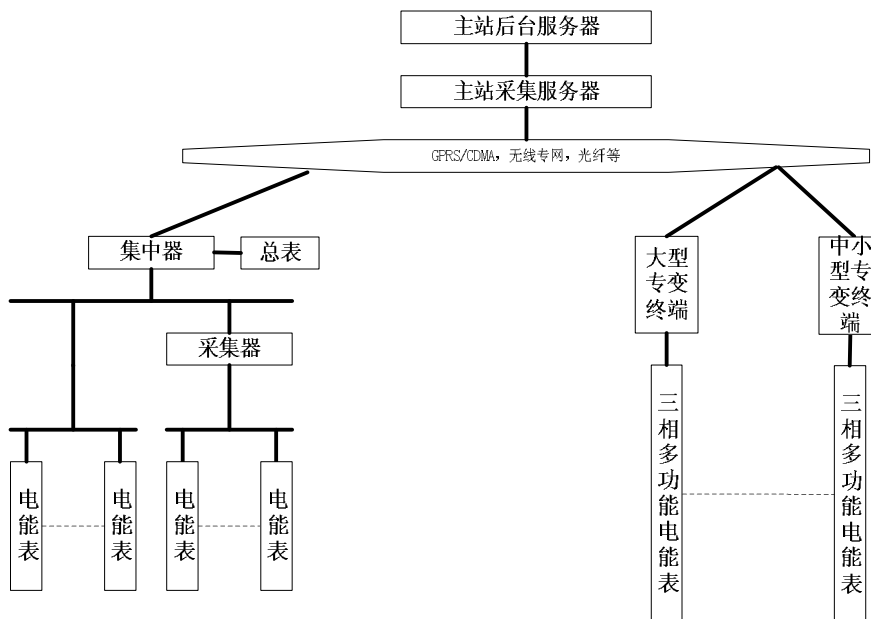 主站后台服务器
主站采集服务器
GPRS/CDMA，无线专网，光纤等
集中器
总表
大型
专变
终端
中小
型专
变终
端
采集器
三相多功能电能表
三相多功能电能表
电能表
电能表
电能表
电能表